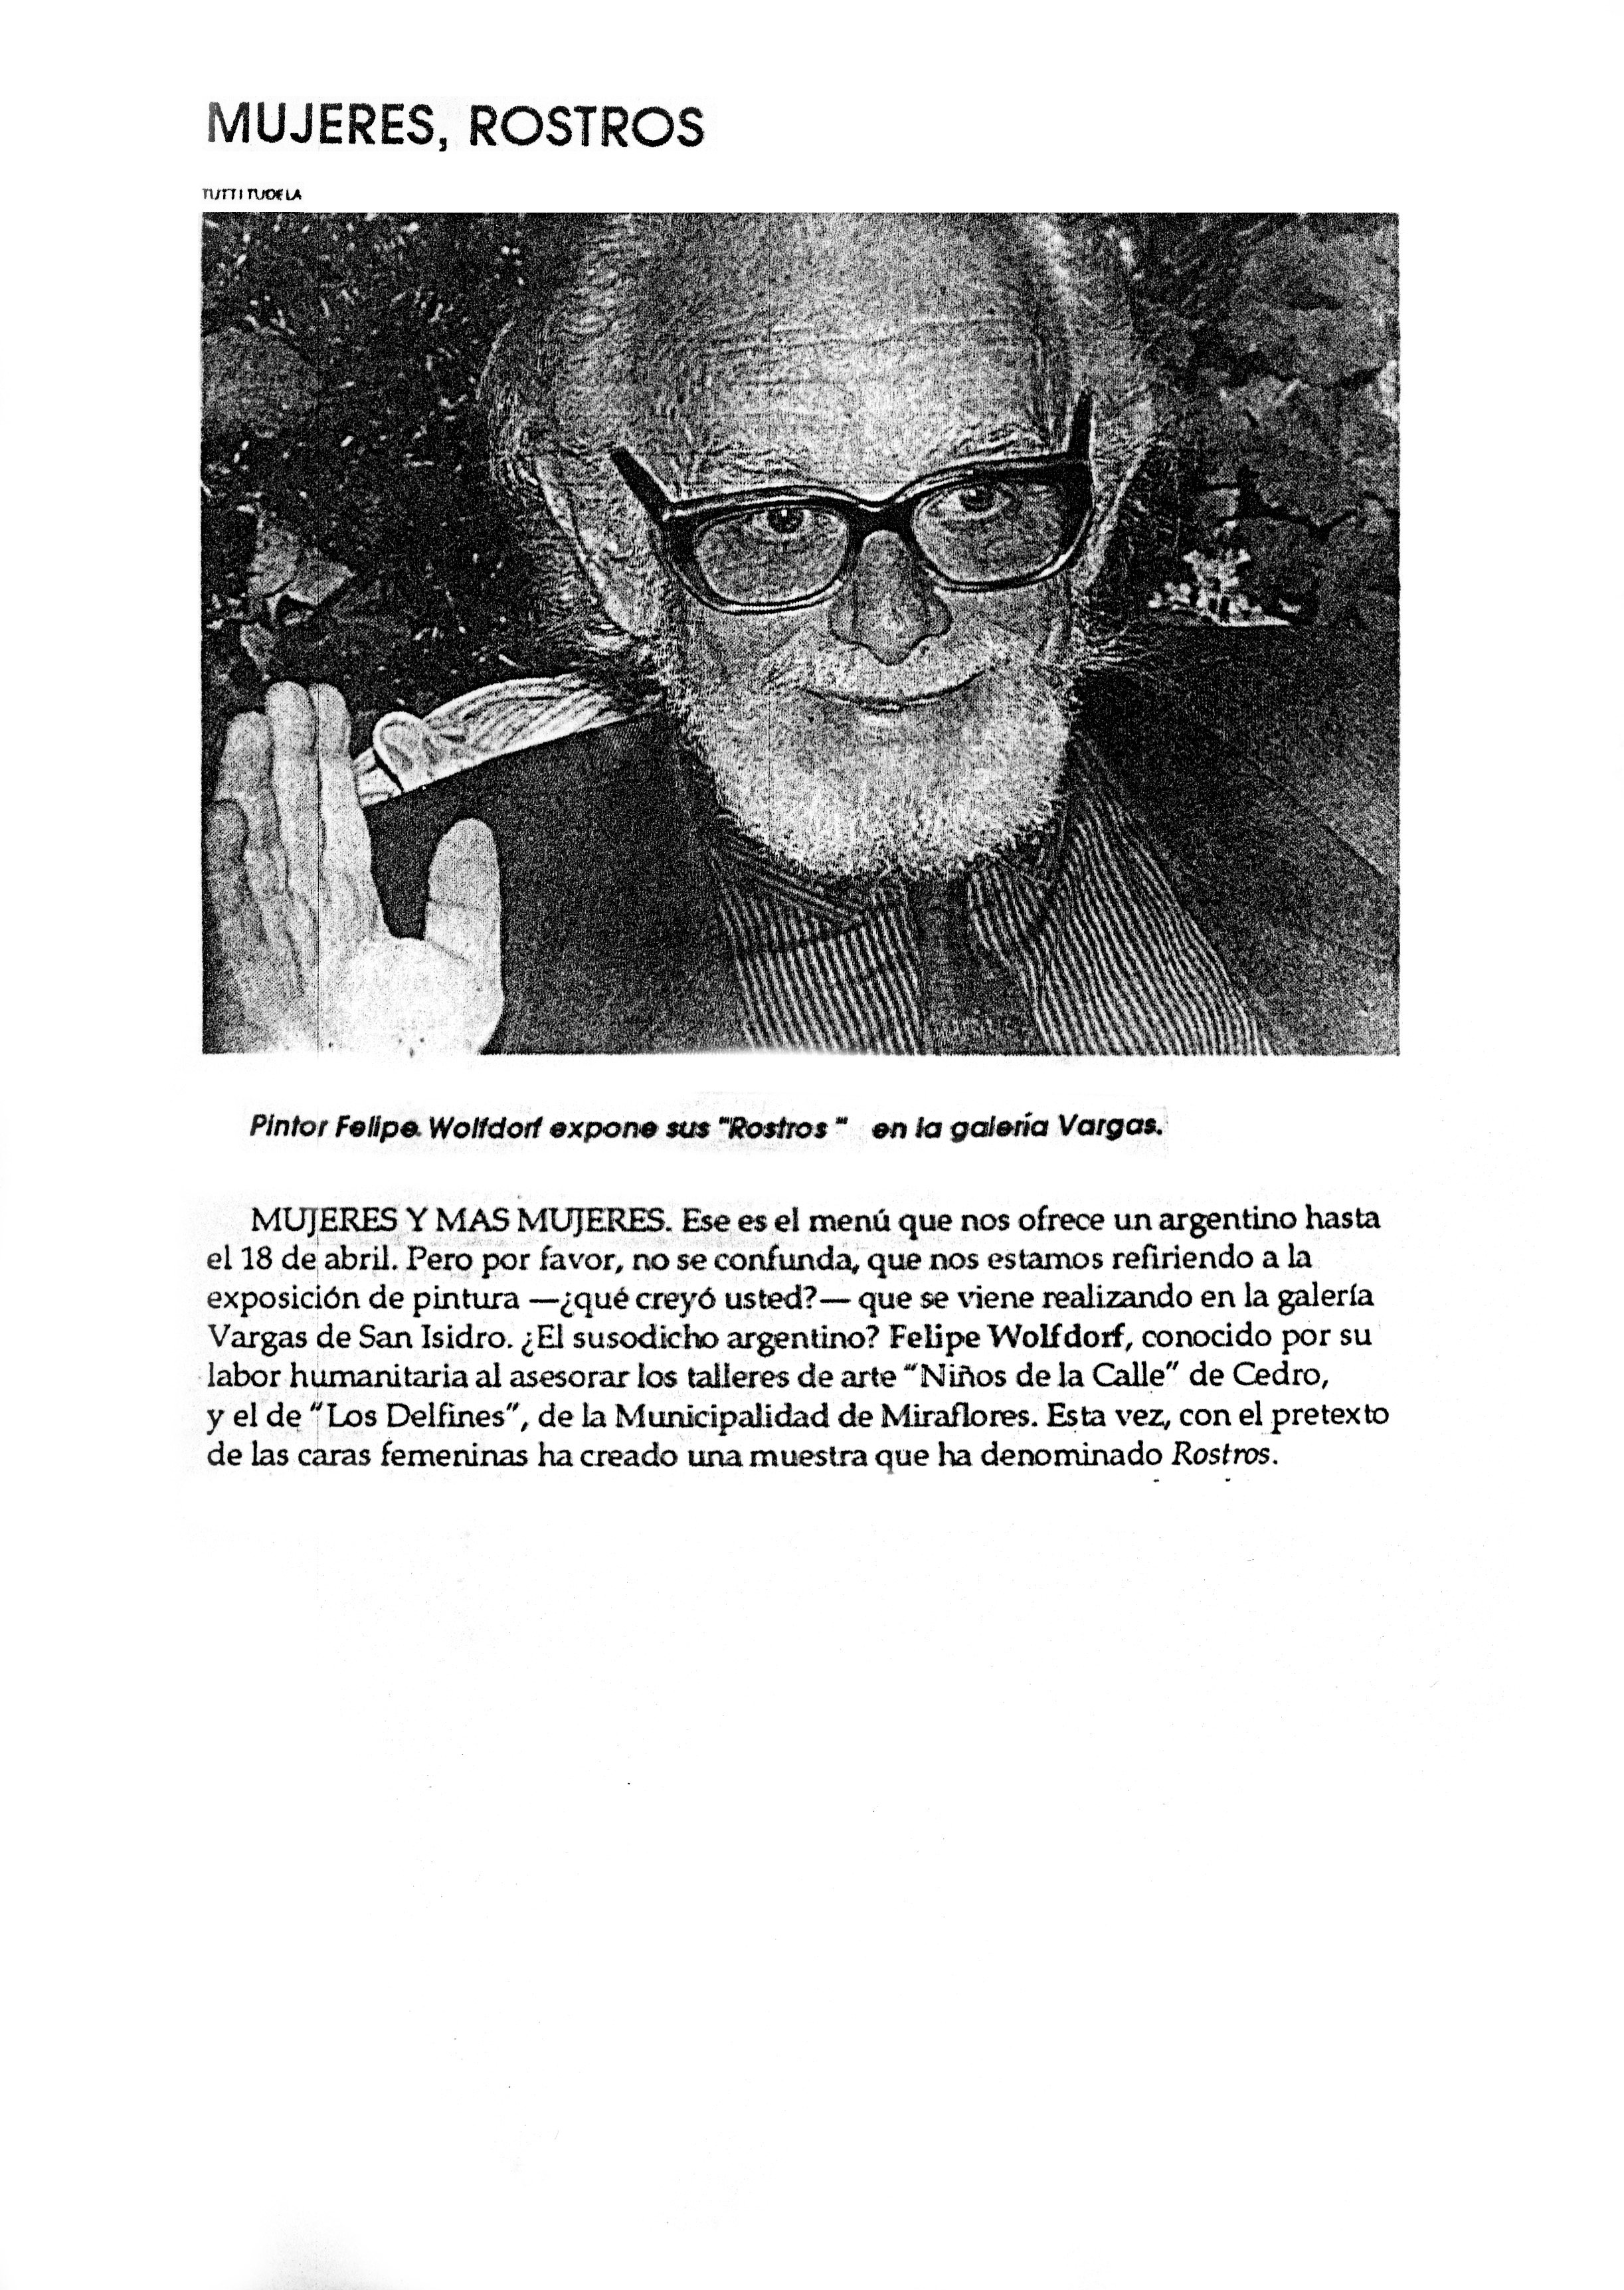 MUJERES, ROSTROS
TUTTI TUDELA
Pintor Felipe Wolfdorf expone sus "Rostros" en la galería Vargas.
MUJERES Y MAS MUJERES. Ese es el menú que nos ofrece un argentino hasta
el 18 de abril. Pero por favor, no se confunda, que nos estamos refiriendo a la
exposición de pintura —¿qué creyó usted?— que se viene realizando en la galería
Vargas de San Isidro. ¿El susodicho argentino? Felipe Wolfdorf, conocido por su
labor humanitaria al asesorar los talleres de arte "Niños de la Calle" de Cedro,
y el de "Los Delfines", de la Municipalidad de Miraflores. Esta vez, con el pretexto
de las caras femeninas ha creado una muestra que ha denominado Rostros.